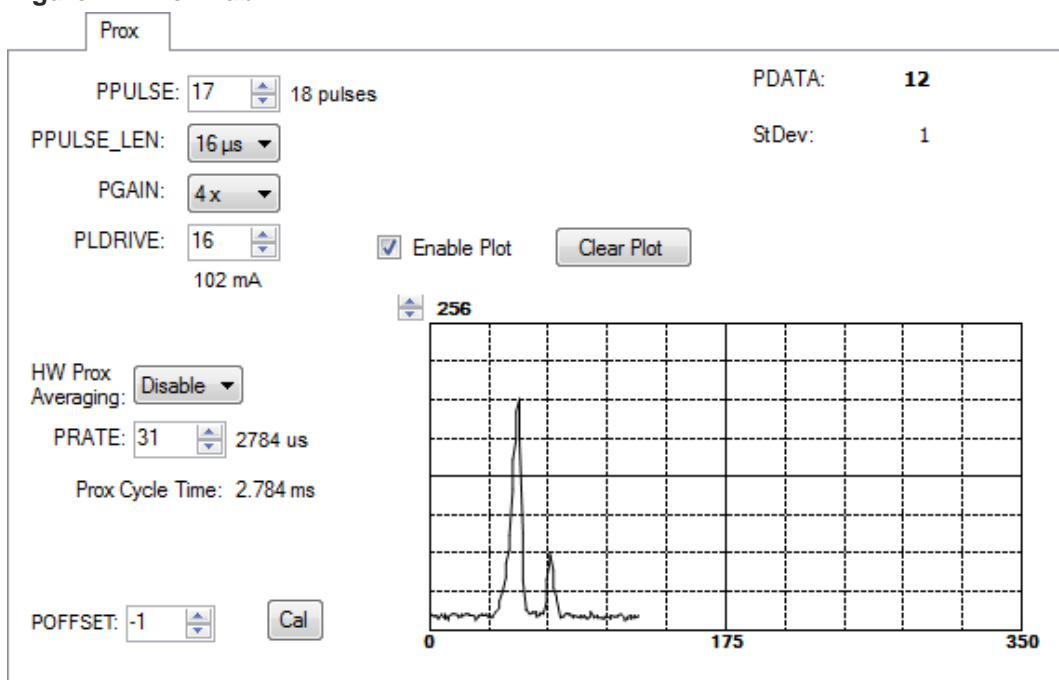 Prox
PPULSE: 17 18 pulses
PDATA: 12
PPULSE_LEN: 16 µs
StDev: 1
PGAIN: 4 x
PLDRIVE: 16
102 mA
Enable Plot Clear Plot
256
HW Prox
Averaging: Disable
PRATE: 31 2784 us
Prox Cycle Time: 2.784 ms
POFFSET: -1 Cal
0 175 350